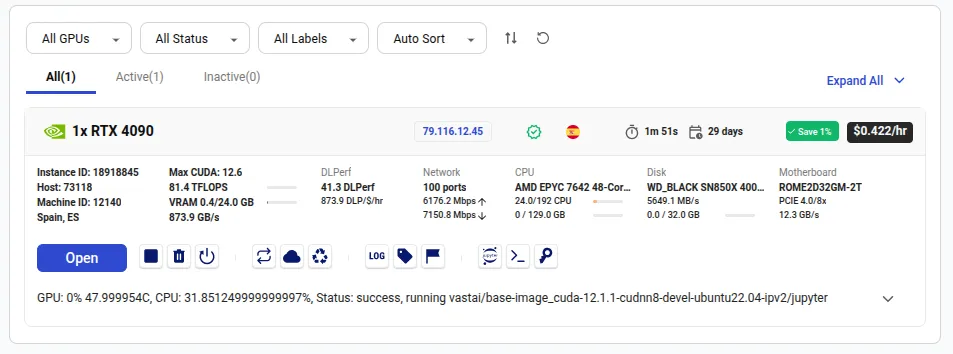 All GPUs All Status All Labels Auto Sort
All(1) Active(1) Inactive(0) Expand All
1x RTX 4090 79.116.12.45 1m 51s 29 days Save 1% $0.422/hr
Instance ID: 18918845 Max CUDA: 12.6 DLPerf Network CPU Disk Motherboard
Host: 73118 81.4 TFLOPS 41.3 DLPerf 100 ports AMD EPYC 7642 48-Cor... WD_BLACK SN850X 400... ROME2D32GM-2T
Machine ID: 12140 VRAM 0.4/24.0 GB 873.9 DLP/$/hr 6176.2 Mbps 24.0/192 CPU 5649.1 MB/s PCIE 4.0/8x
Spain, ES 873.9 GB/s 7150.8 Mbps 0 / 129.0 GB 0.0 / 32.0 GB 12.3 GB/s
Open LOG jupyter
GPU: 0% 47.999954C, CPU: 31.851249999999997%, Status: success, running vastai/base-image_cuda-12.1.1-cudnn8-devel-ubuntu22.04-ipv2/jupyter